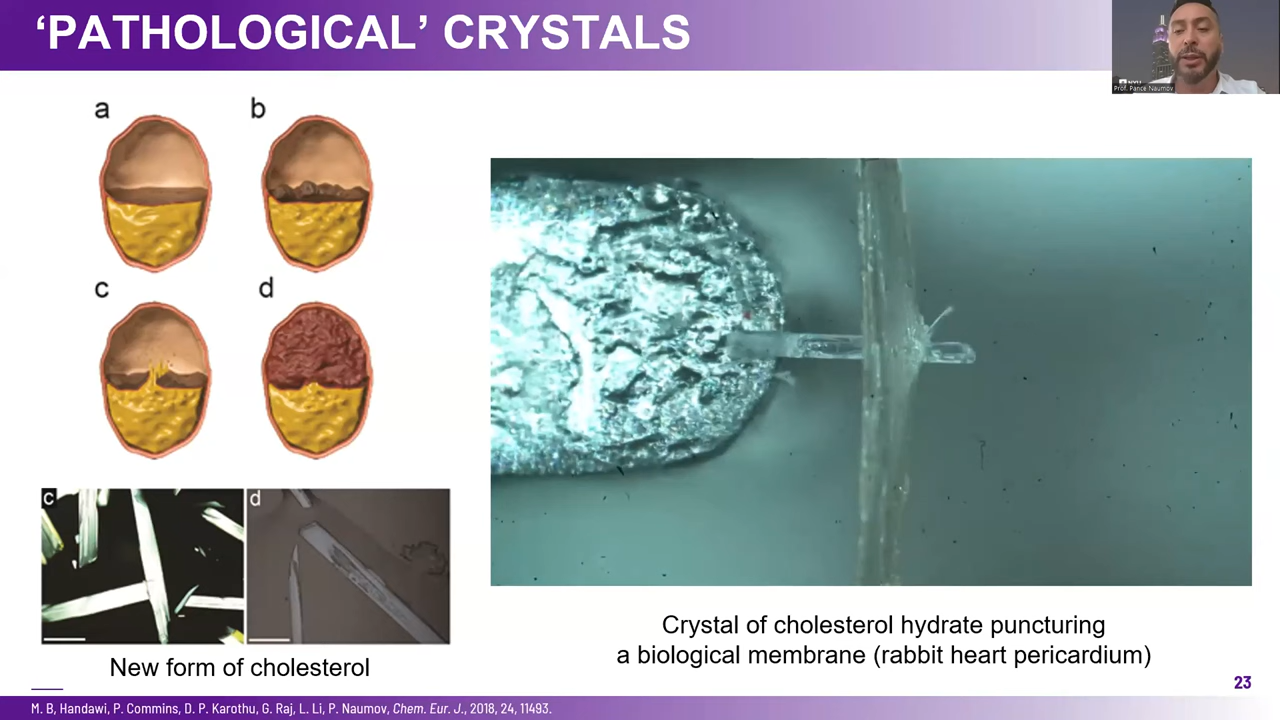 ‘PATHOLOGICAL’ CRYSTALS
NYU
Prof. Pance Naumov
a
b
c
d
c
d
New form of cholesterol
Crystal of cholesterol hydrate puncturing
a biological membrane (rabbit heart pericardium)
23
M. B, Handawi, P. Commins, D. P. Karothu, G. Raj, L. Li, P. Naumov, Chem. Eur. J., 2018, 24, 11493.